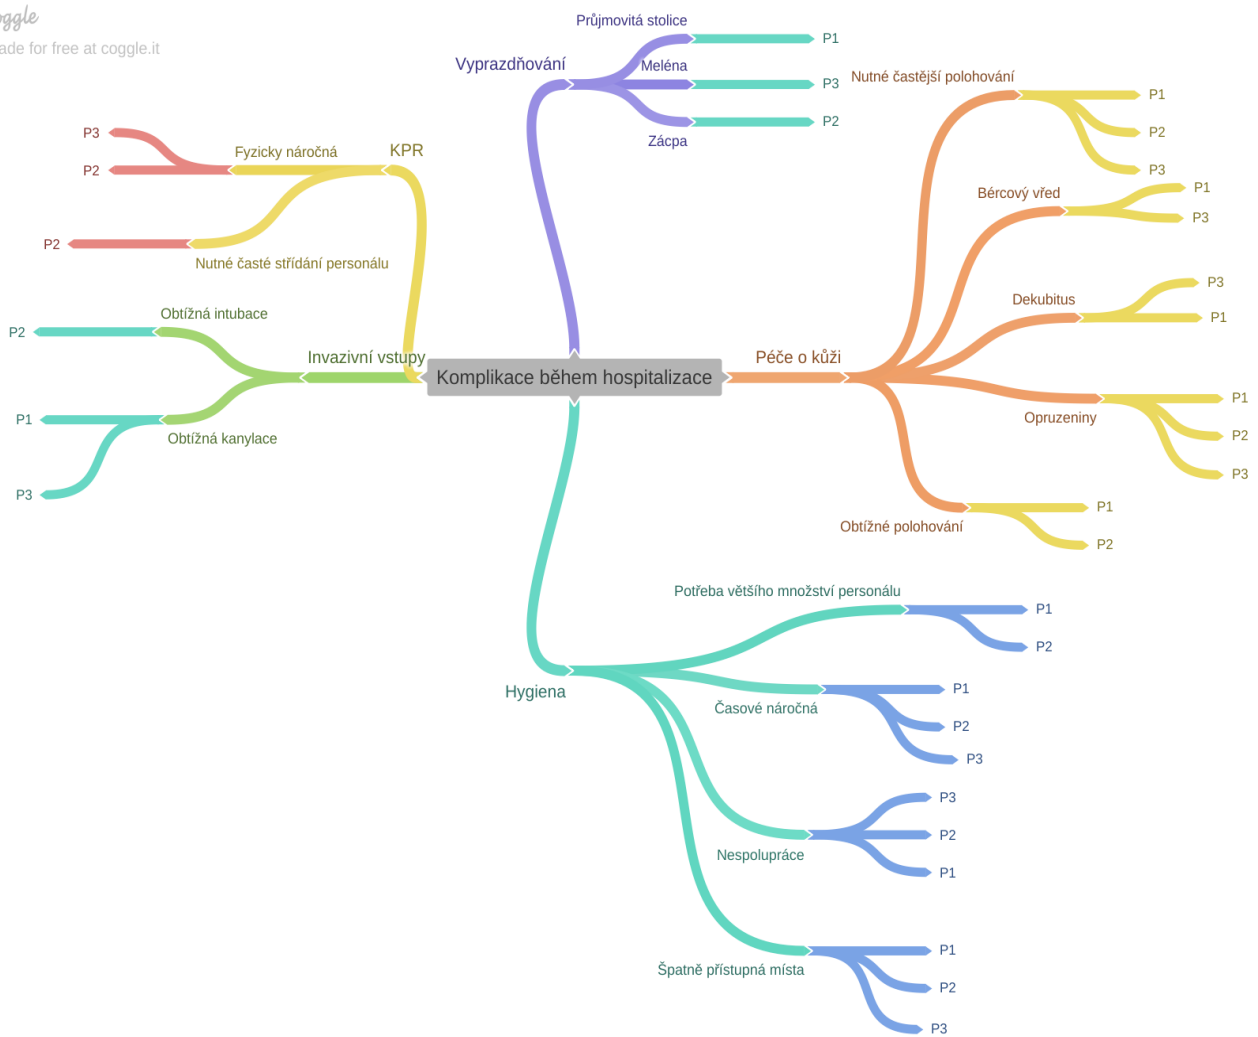 oggle
ade for free at coggle.it
Komplikace během hospitalizace
Vyprazdňování
Průjmovitá stolice
P1
Meléna
P3
Zácpa
P2
Péče o kůži
Nutné častější polohování
P1
P2
P3
Bércový vřed
P1
P3
Dekubitus
P3
P1
Opruzeniny
P1
P2
P3
Obtížné polohování
P1
P2
Hygiena
Potřeba většího množství personálu
P1
P2
Časové náročná
P1
P2
P3
Nespolupráce
P3
P2
P1
Špatně přístupná místa
P1
P2
P3
KPR
Fyzicky náročná
P3
P2
Nutné časté střídání personálu
P2
Invazivní vstupy
Obtížná intubace
P2
Obtížná kanylace
P1
P3